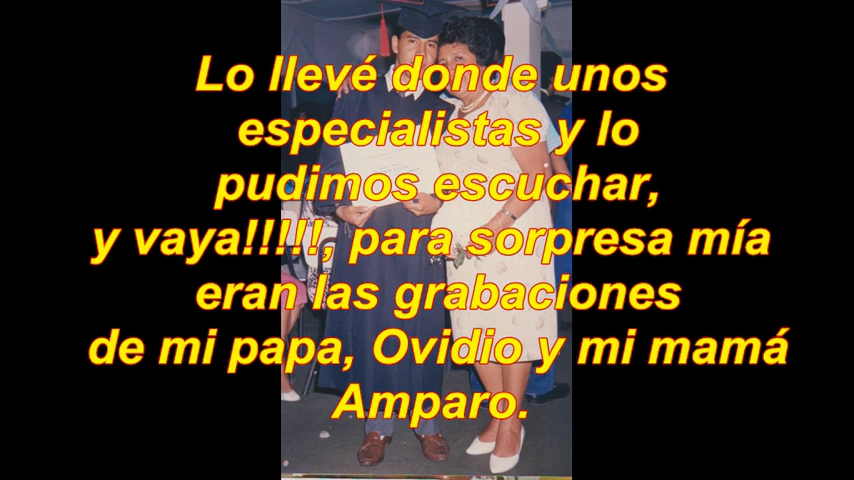 Lo llevé donde unos
especialistas y lo
pudimos escuchar,
y vaya!!!!!, para sorpresa mía
eran las grabaciones
de mi papa, Ovidio y mi mamá
Amparo.